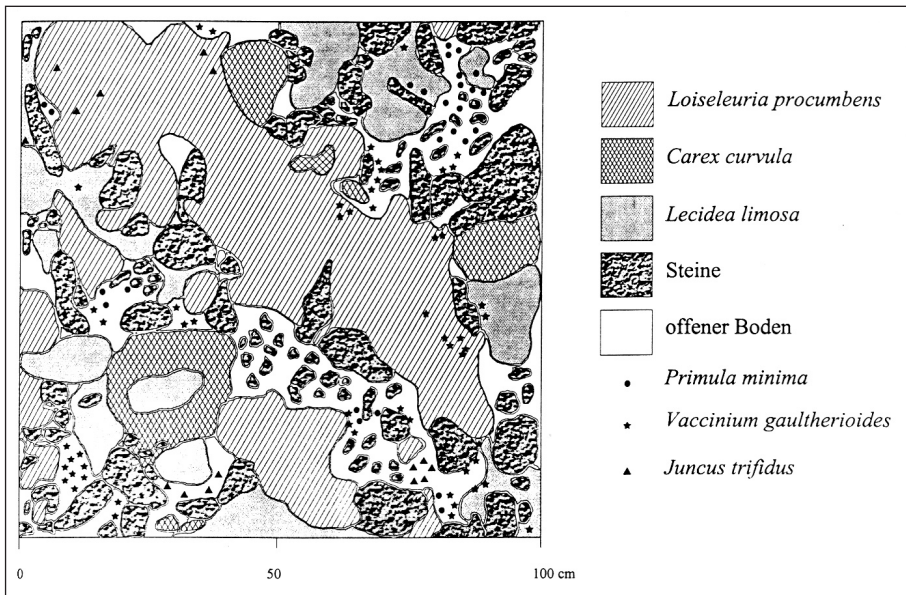 Loiseleuria procumbens
Carex curvula
Lecidea limosa
Steine
offener Boden
Primula minima
Vaccinium gaultherioides
Juncus trifidus
0 50 100 cm